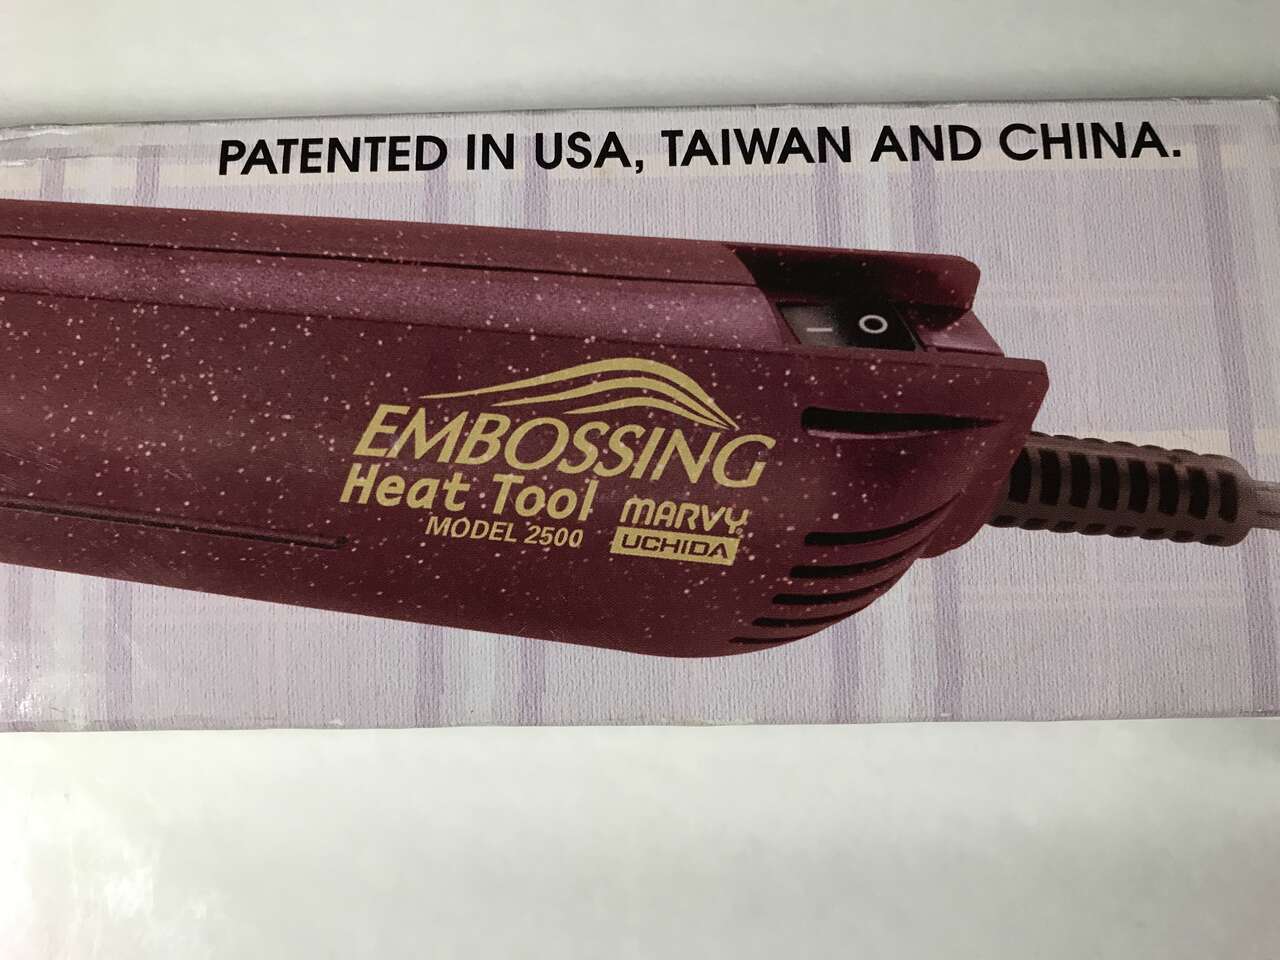 PATENTED IN USA, TAIWAN AND CHINA.
— O
EMBOSSING
Heat Tool
MODEL 2500
MARVY®
UCHIDA